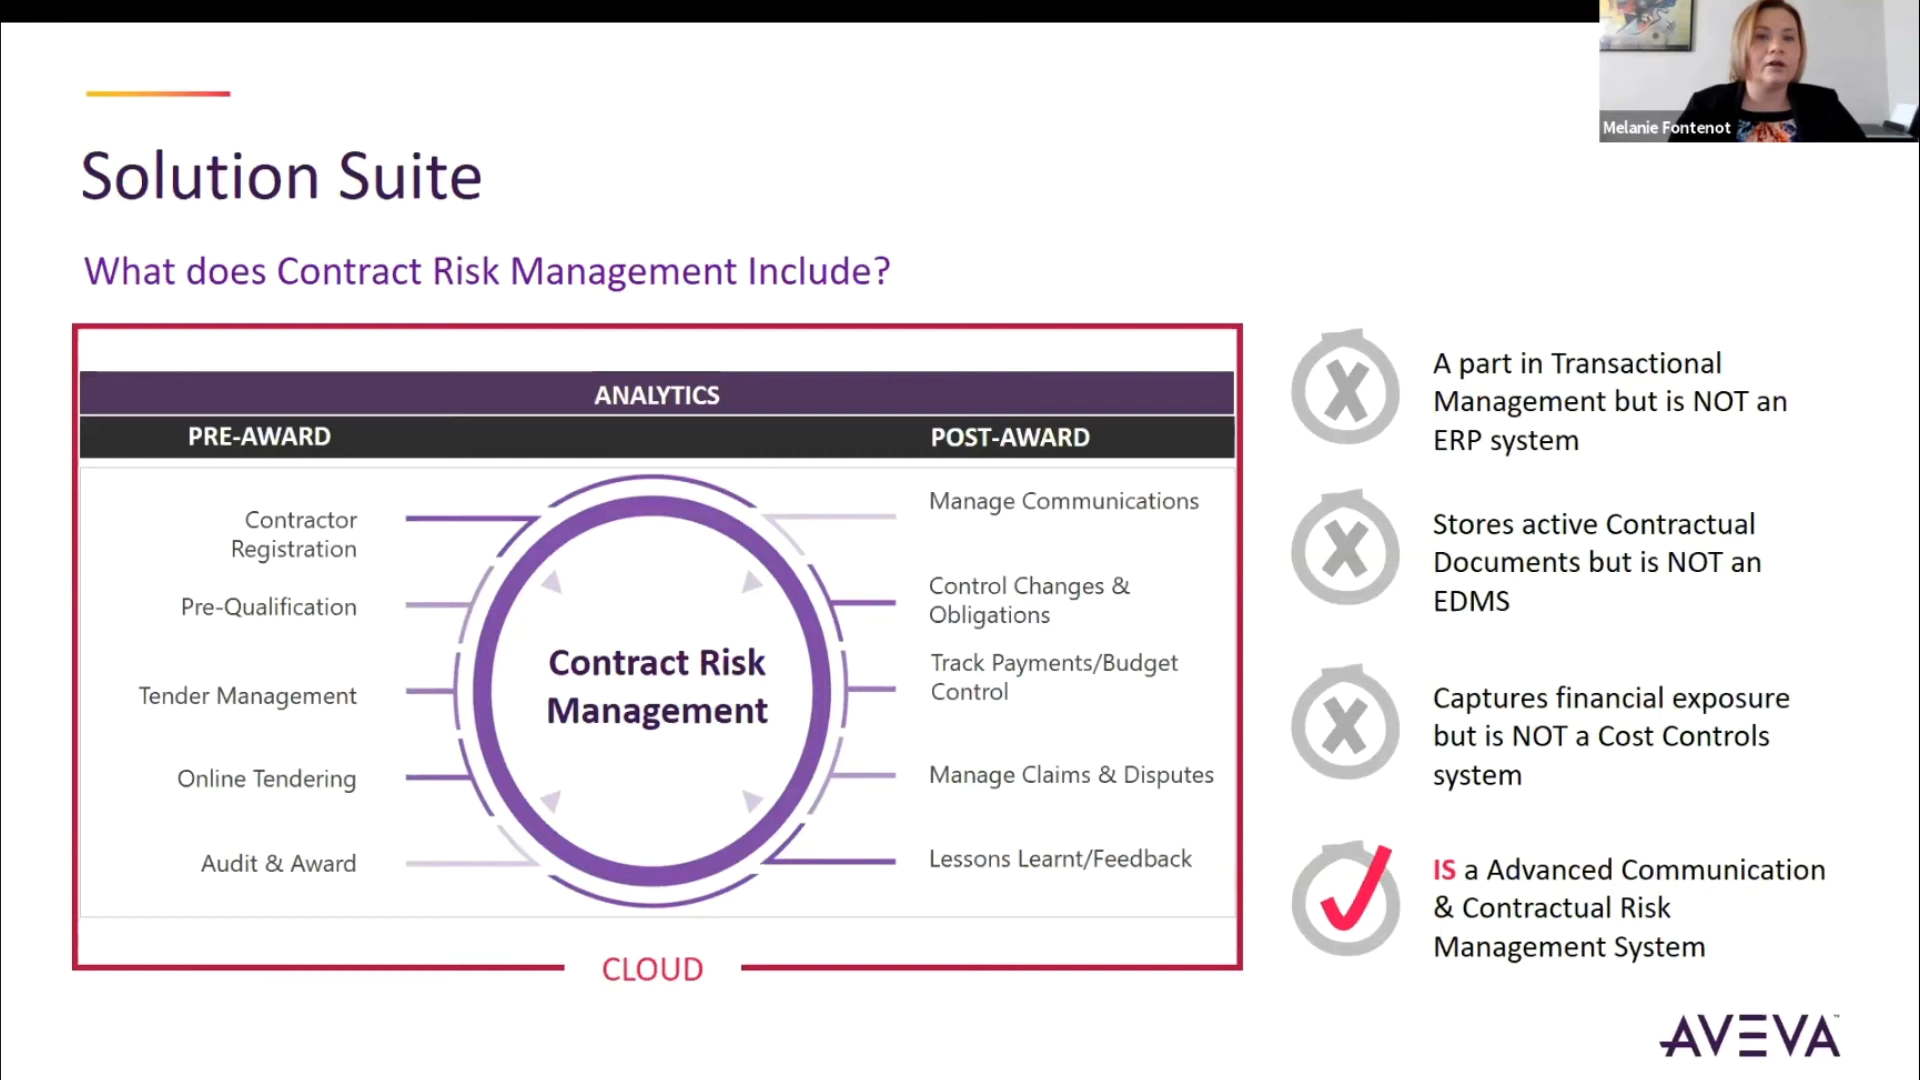 Melanie Fontenot
Solution Suite
What does Contract Risk Management Include?
ANALYTICS
PRE-AWARD
POST-AWARD
Contractor
Registration
Pre-Qualification
Tender Management
Online Tendering
Audit & Award
Contract Risk
Management
Manage Communications
Control Changes &
Obligations
Track Payments/Budget
Control
Manage Claims & Disputes
Lessons Learnt/Feedback
CLOUD
A part in Transactional
Management but is NOT an
ERP system
Stores active Contractual
Documents but is NOT an
EDMS
Captures financial exposure
but is NOT a Cost Controls
system
IS a Advanced Communication
& Contractual Risk
Management System
AVEVA™